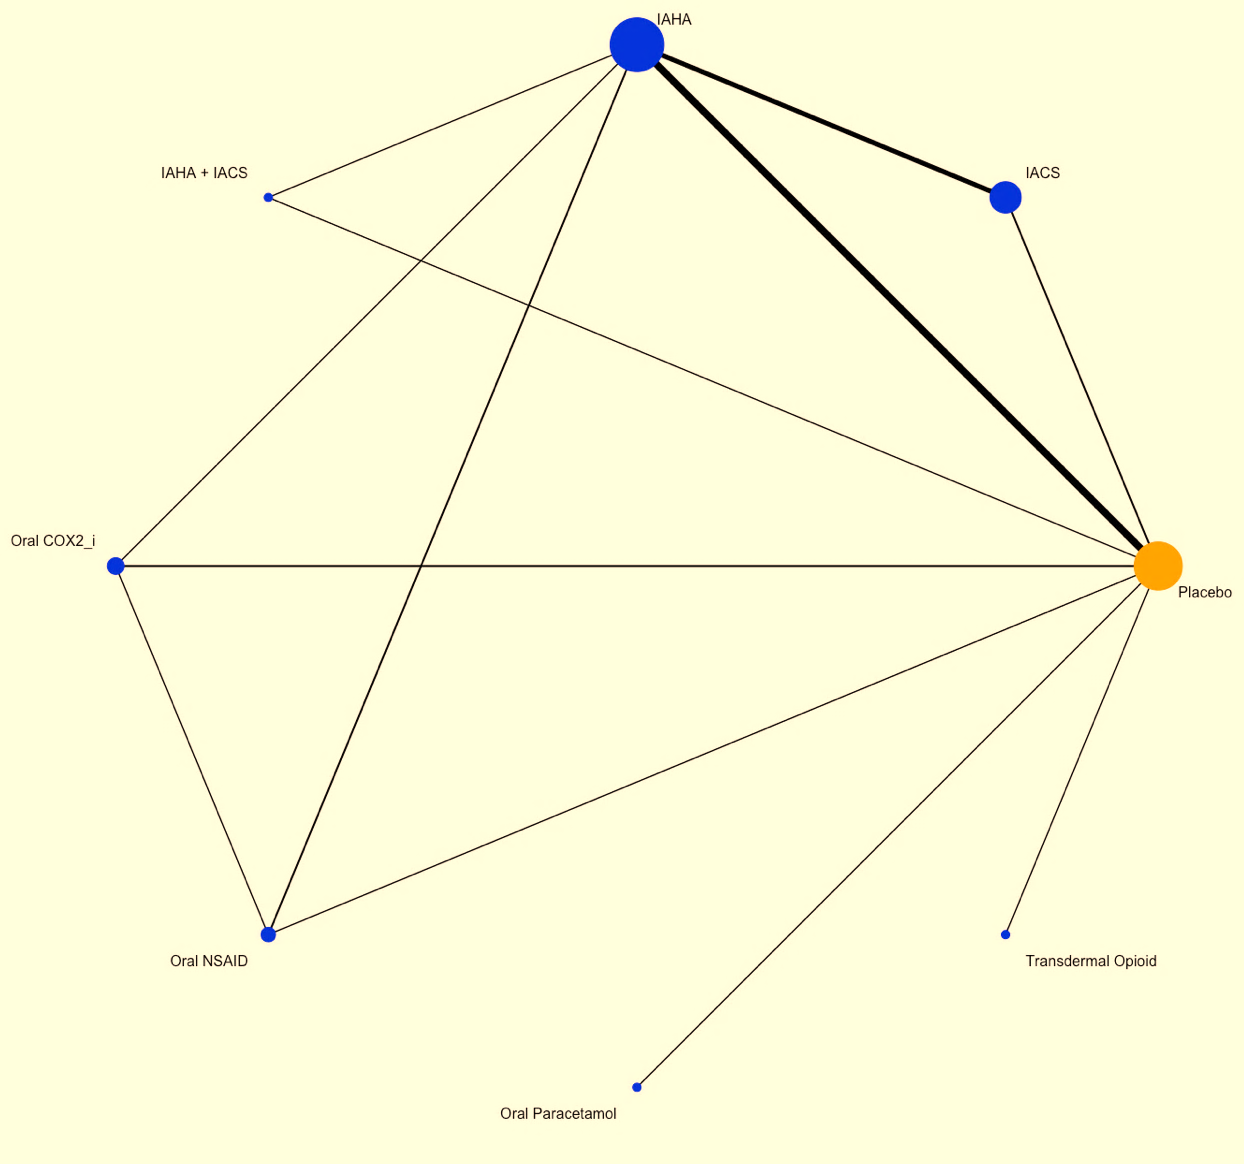 IAHA
IAHA + IACS
IACS
Oral COX2_i
Placebo
Oral NSAID
Transdermal Opioid
Oral Paracetamol